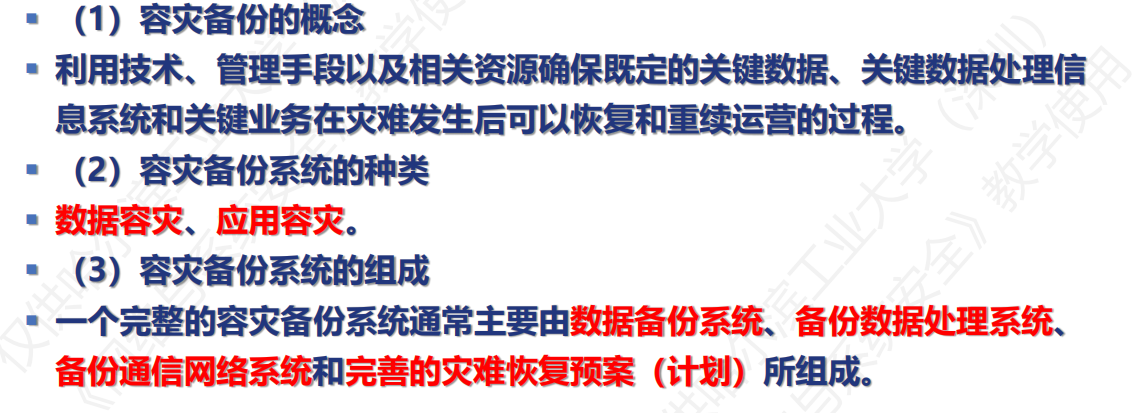 （1）容灾备份的概念
利用技术、管理手段以及相关资源确保既定的关键数据、关键数据处理信
息系统和关键业务在灾难发生后可以恢复和重续运营的过程。
（2）容灾备份系统的种类
数据容灾、应用容灾。
（3）容灾备份系统的组成
一个完整的容灾备份系统通常主要由数据备份系统、备份数据处理系统、
备份通信网络系统和完善的灾难恢复预案（计划）所组成。